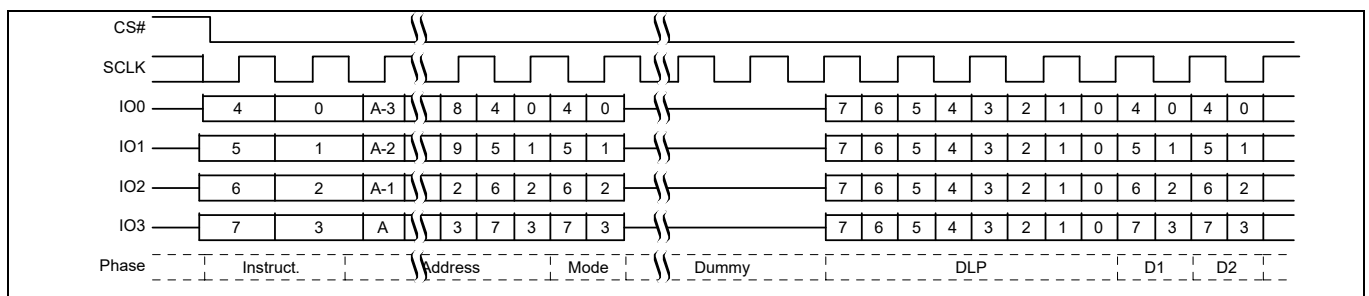 CS#
SCLK
IO0 4 0 A-3 8 4 0 4 0 7 6 5 4 3 2 1 0 4 0 4 0
IO1 5 1 A-2 9 5 1 5 1 7 6 5 4 3 2 1 0 5 1 5 1
IO2 6 2 A-1 2 6 2 6 2 7 6 5 4 3 2 1 0 6 2 6 2
IO3 7 3 A 3 7 3 7 3 7 6 5 4 3 2 1 0 7 3 7 3
Phase Instruct. Address Mode Dummy DLP D1 D2